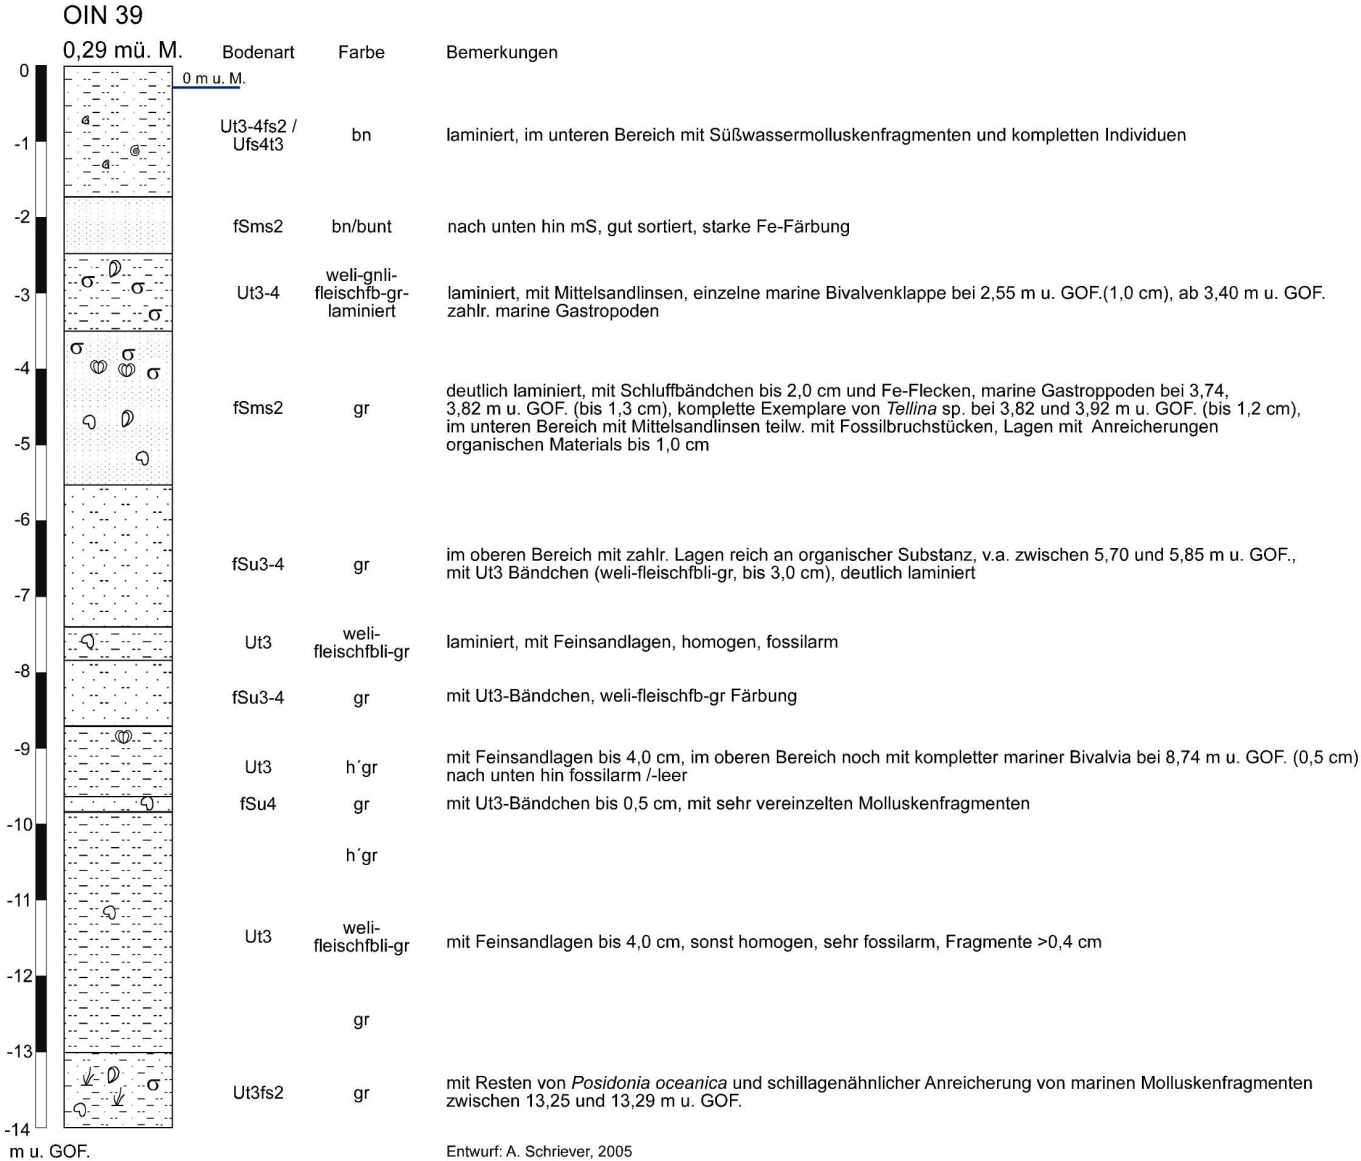 OIN 39
0,29 mü. M.
Bodenart Farbe Bemerkungen
0
0 m u. M.
Ut3-4fs2 /
Ufs4t3
bn
laminiert, im unteren Bereich mit Süßwassermolluskenfragmenten und kompletten Individuen
-1
-2
fSms2
bn/bunt
nach unten hin mS, gut sortiert, starke Fe-Färbung
-3
Ut3-4
weli-gnli-
fleischfb-gr-
laminiert
laminiert, mit Mittelsandlinsen, einzelne marine Bivalvenklappe bei 2,55 m u. GOF.(1,0 cm), ab 3,40 m u. GOF.
zahlr. marine Gastropoden
-4
fSms2
gr
deutlich laminiert, mit Schluffbändchen bis 2,0 cm und Fe-Flecken, marine Gastroppoden bei 3,74,
3,82 m u. GOF. (bis 1,3 cm), komplette Exemplare von Tellina sp. bei 3,82 und 3,92 m u. GOF. (bis 1,2 cm),
im unteren Bereich mit Mittelsandlinsen teilw. mit Fossilbruchstücken, Lagen mit Anreicherungen
organischen Materials bis 1,0 cm
-5
-6
fSu3-4
gr
im oberen Bereich mit zahlr. Lagen reich an organischer Substanz, v.a. zwischen 5,70 und 5,85 m u. GOF.,
mit Ut3 Bändchen (weli-fleischfbli-gr, bis 3,0 cm), deutlich laminiert
-7
Ut3
weli-
fleischfbli-gr
laminiert, mit Feinsandlagen, homogen, fossilarm
-8
fSu3-4
gr
mit Ut3-Bändchen, weli-fleischfb-gr Färbung
-9
Ut3
h´gr
mit Feinsandlagen bis 4,0 cm, im oberen Bereich noch mit kompletter mariner Bivalvia bei 8,74 m u. GOF. (0,5 cm)
nach unten hin fossilarm /-leer
fSu4
gr
mit Ut3-Bändchen bis 0,5 cm, mit sehr vereinzelten Molluskenfragmenten
-10
h´gr
-11
Ut3
weli-
fleischfbli-gr
mit Feinsandlagen bis 4,0 cm, sonst homogen, sehr fossilarm, Fragmente >0,4 cm
-12
gr
-13
Ut3fs2
gr
mit Resten von Posidonia oceanica und schillagenähnlicher Anreicherung von marinen Molluskenfragmenten
zwischen 13,25 und 13,29 m u. GOF.
-14
m u. GOF.
Entwurf: A. Schriever, 2005